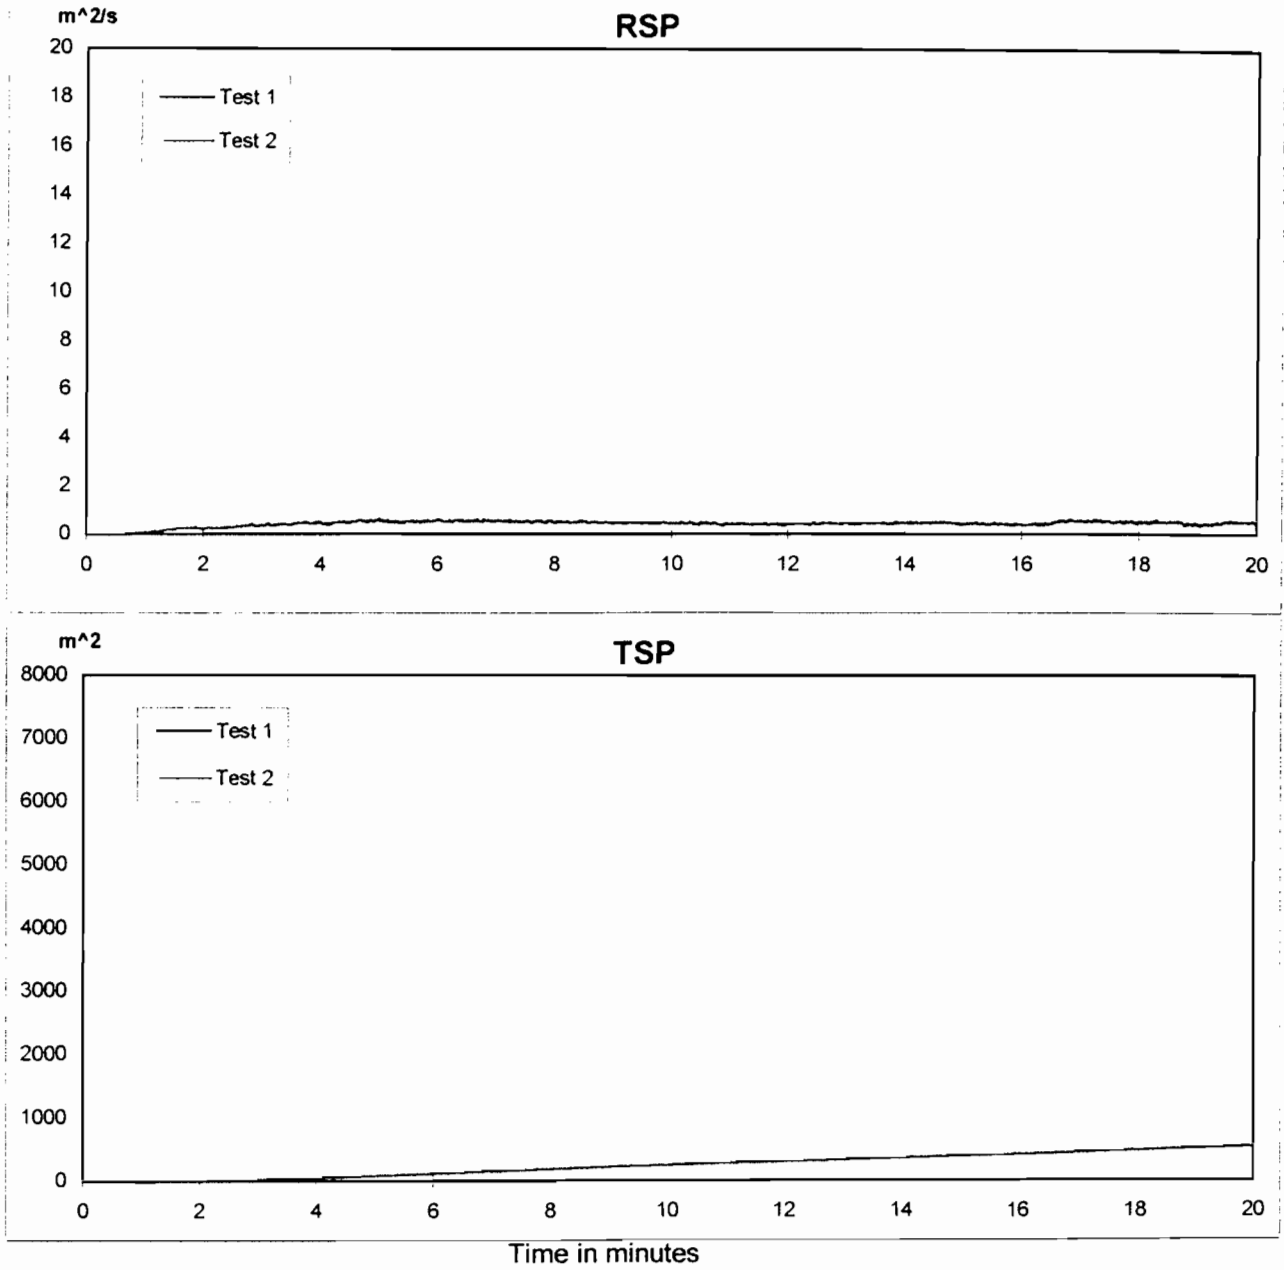 m^2/s
RSP
20
18
16
14
12
10
8
6
4
2
0
Test 1
Test 2
0 2 4 6 8 10 12 14 16 18 20
m^2
TSP
8000
7000
6000
5000
4000
3000
2000
1000
0
Test 1
Test 2
0 2 4 6 8 10 12 14 16 18 20
Time in minutes